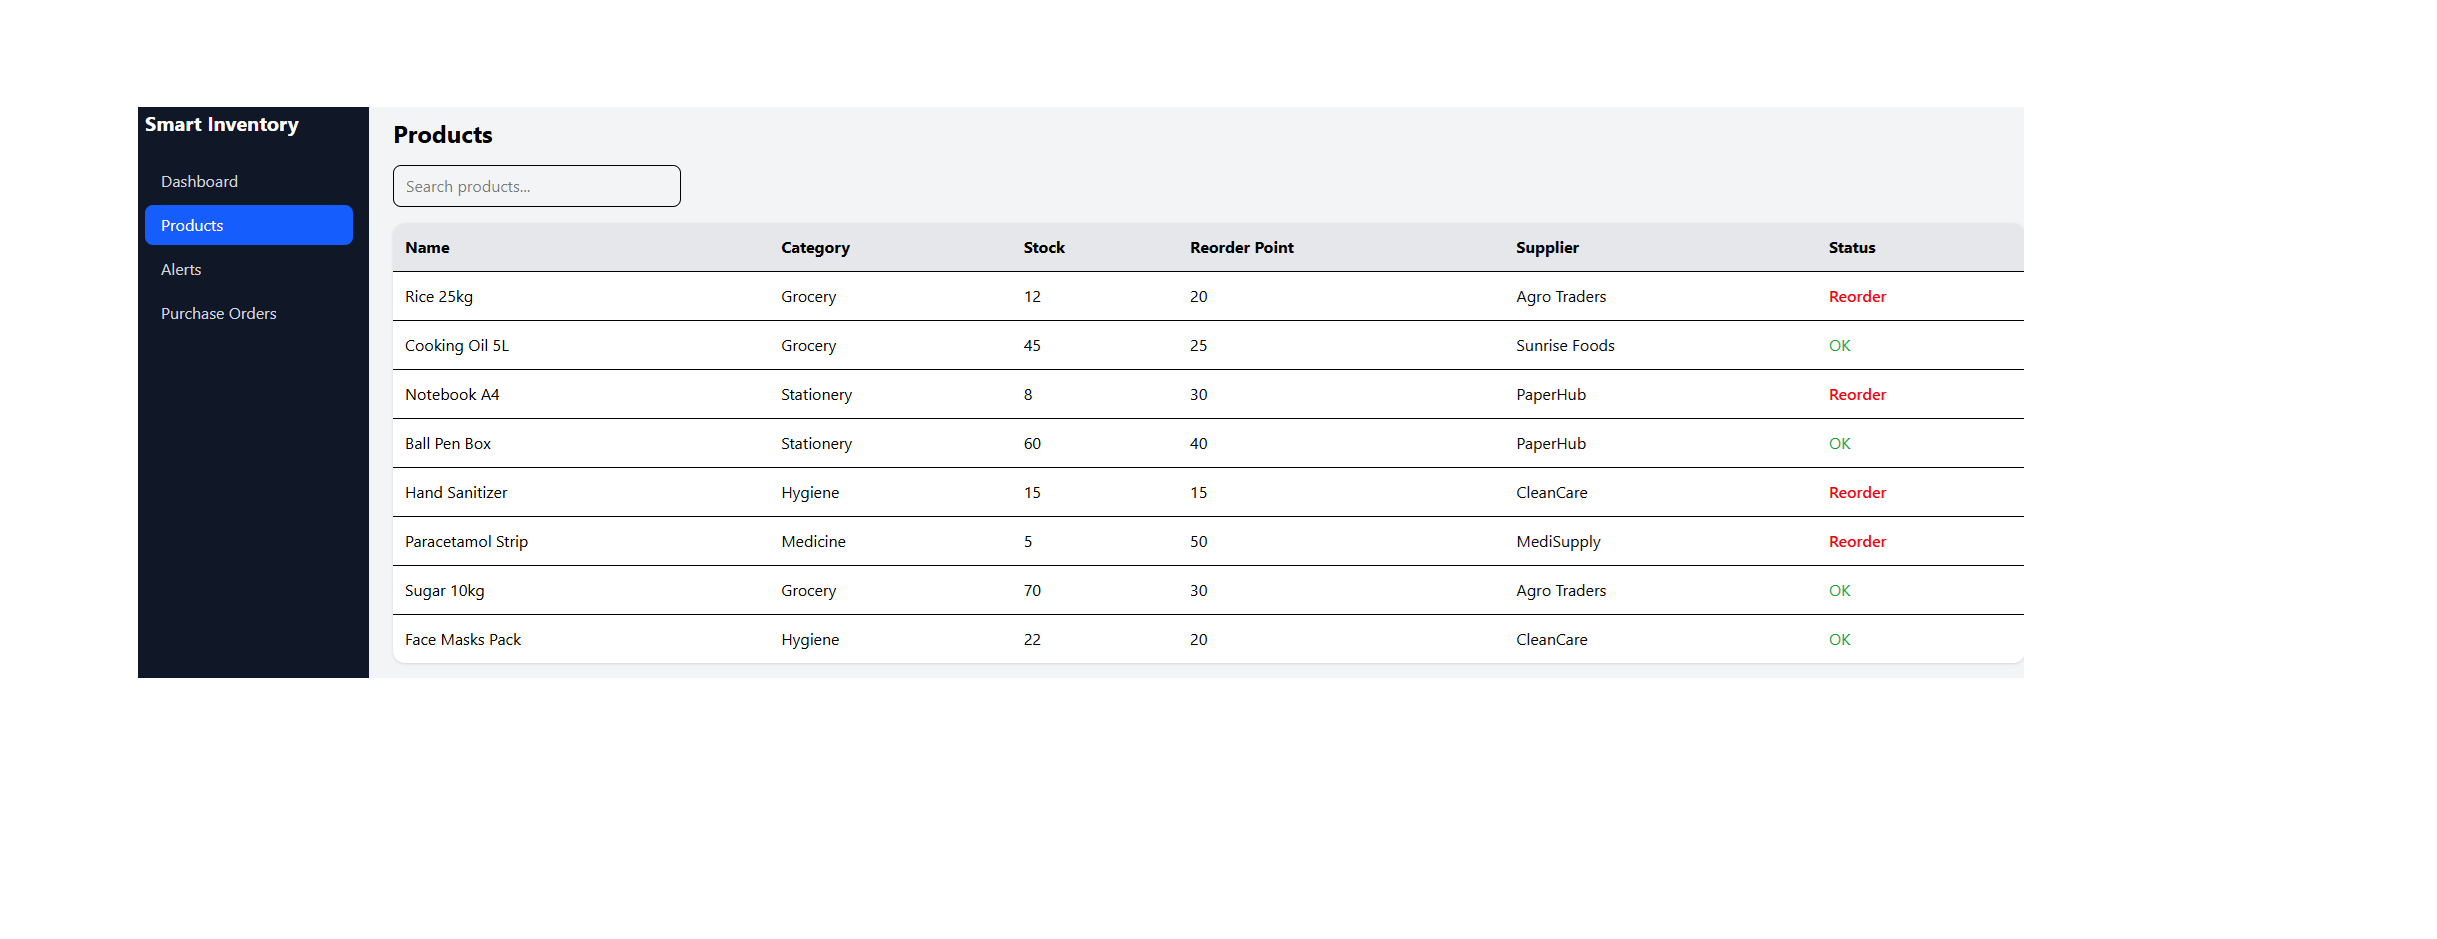 Smart Inventory
Dashboard
Products
Alerts
Purchase Orders
Products
Search products...
Name Category Stock Reorder Point Supplier Status
Rice 25kg Grocery 12 20 Agro Traders Reorder
Cooking Oil 5L Grocery 45 25 Sunrise Foods OK
Notebook A4 Stationery 8 30 PaperHub Reorder
Ball Pen Box Stationery 60 40 PaperHub OK
Hand Sanitizer Hygiene 15 15 CleanCare Reorder
Paracetamol Strip Medicine 5 50 MediSupply Reorder
Sugar 10kg Grocery 70 30 Agro Traders OK
Face Masks Pack Hygiene 22 20 CleanCare OK